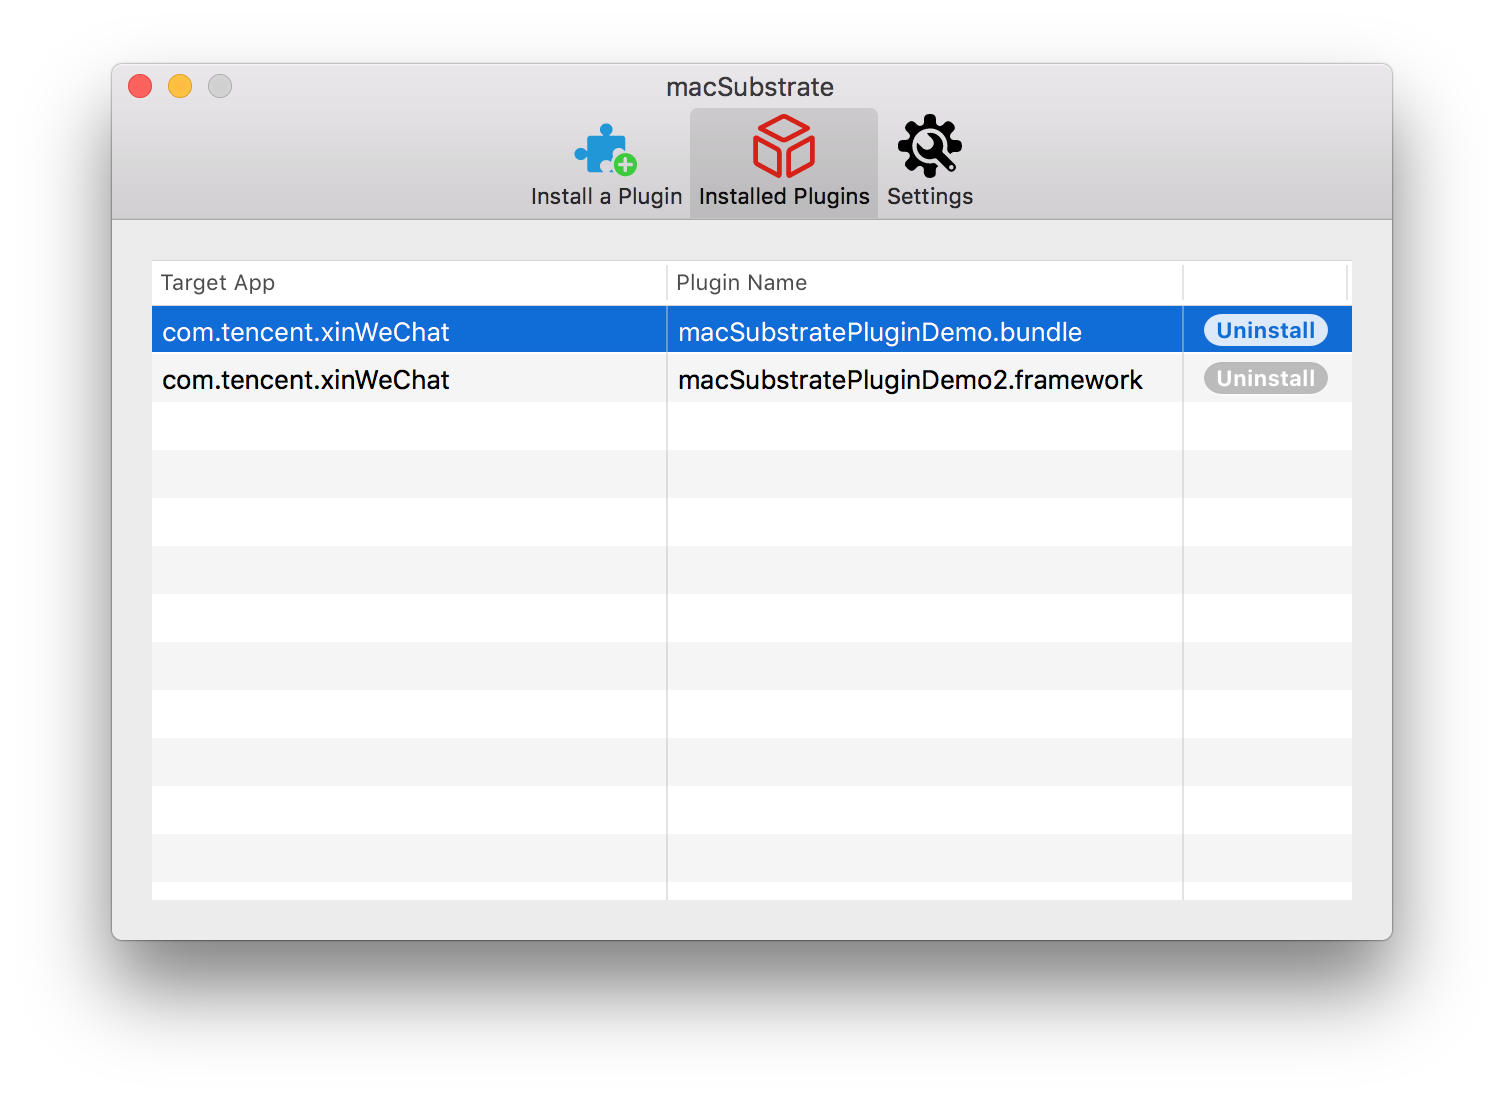 macSubstrate
Install a Plugin Installed Plugins Settings
Target App Plugin Name
com.tencent.xinWeChat macSubstratePluginDemo.bundle Uninstall
com.tencent.xinWeChat macSubstratePluginDemo2.framework Uninstall